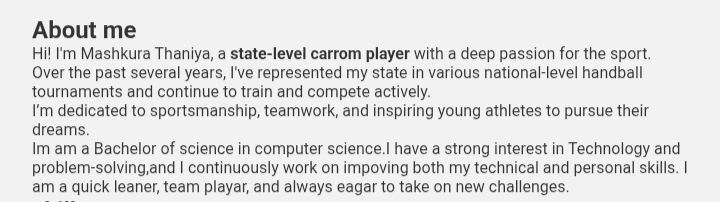 About me
Hi! I'm Mashkura Thaniya, a state-level carrom player with a deep passion for the sport.
Over the past several years, I've represented my state in various national-level handball
tournaments and continue to train and compete actively.
I'm dedicated to sportsmanship, teamwork, and inspiring young athletes to pursue their
dreams.
Im am a Bachelor of science in computer science.I have a strong interest in Technology and
problem-solving,and I continuously work on impoving both my technical and personal skills. I
am a quick leaner, team playar, and always eagar to take on new challenges.